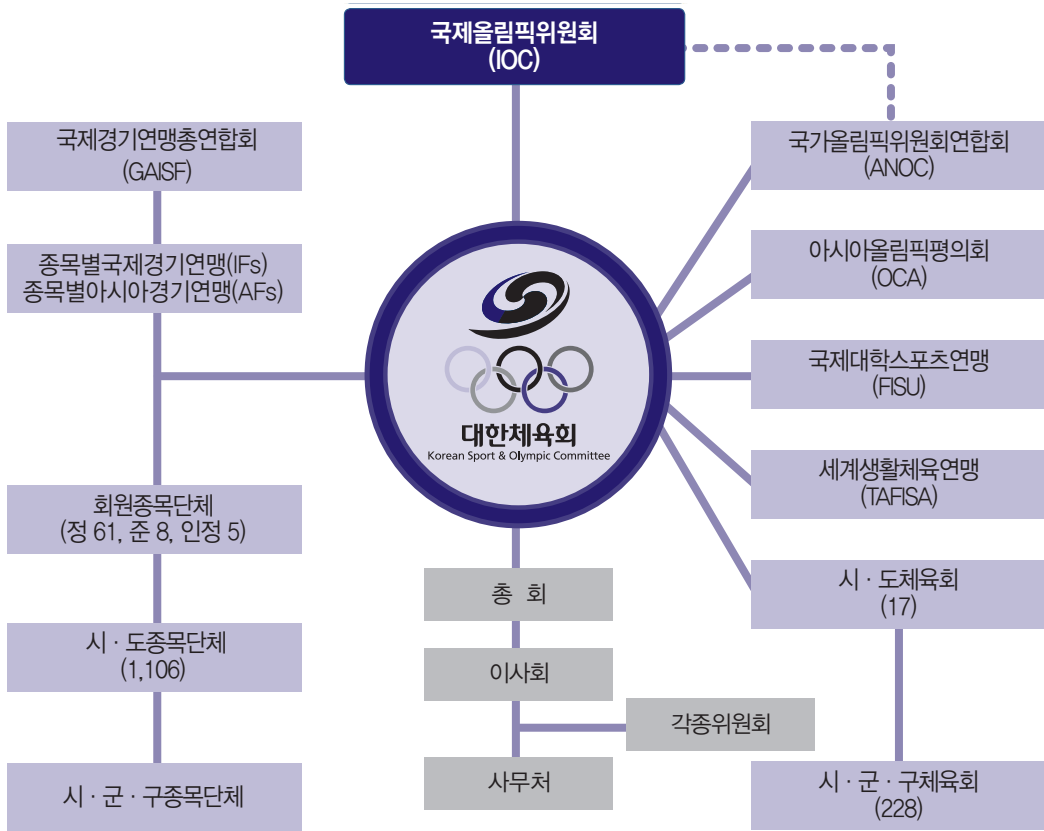 국제올림픽위원회
(IOC)
국제경기연맹총연합회
(GAISF)
종목별국제경기연맹(IFs)
종목별아시아경기연맹(AFs)
회원종목단체
(정 61, 준 8, 인정 5)
시 · 도종목단체
(1,106)
시 · 군 · 구종목단체
대한체육회
Korean Sport & Olympic Committee
총 회
이사회
각종위원회
사무처
국가올림픽위원회연합회
(ANOC)
아시아올림픽평의회
(OCA)
국제대학스포츠연맹
(FISU)
세계생활체육연맹
(TAFISA)
시 · 도체육회
(17)
시 · 군 · 구체육회
(228)